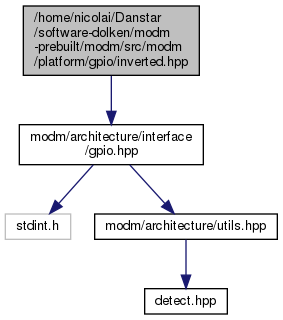 /home/nicolai/Danstar
/software-dolken/modm
-prebuilt/modm/src/modm
/platform/gpio/inverted.hpp
modm/architecture/interface
/gpio.hpp
stdint.h
modm/architecture/utils.hpp
detect.hpp